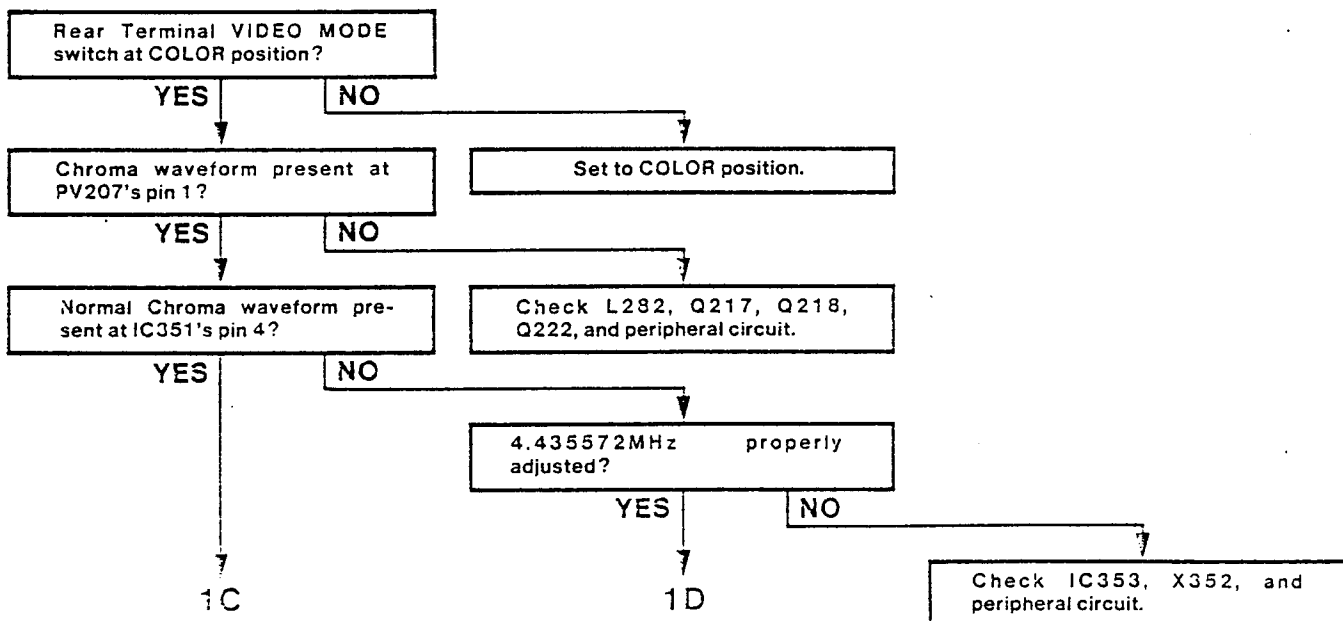 Rear Terminal VIDEO MODE
switch at COLOR position?
YES
NO
Chroma waveform present at
PV207's pin 1?
Set to COLOR position.
YES
NO
Normal Chroma waveform pre-
sent at IC351's pin 4?
Check L282, Q217, Q218,
Q222, and peripheral circuit.
YES
NO
4.435572MHz properly
adjusted?
YES
NO
1C
1D
Check IC353, X352, and
peripheral circuit.